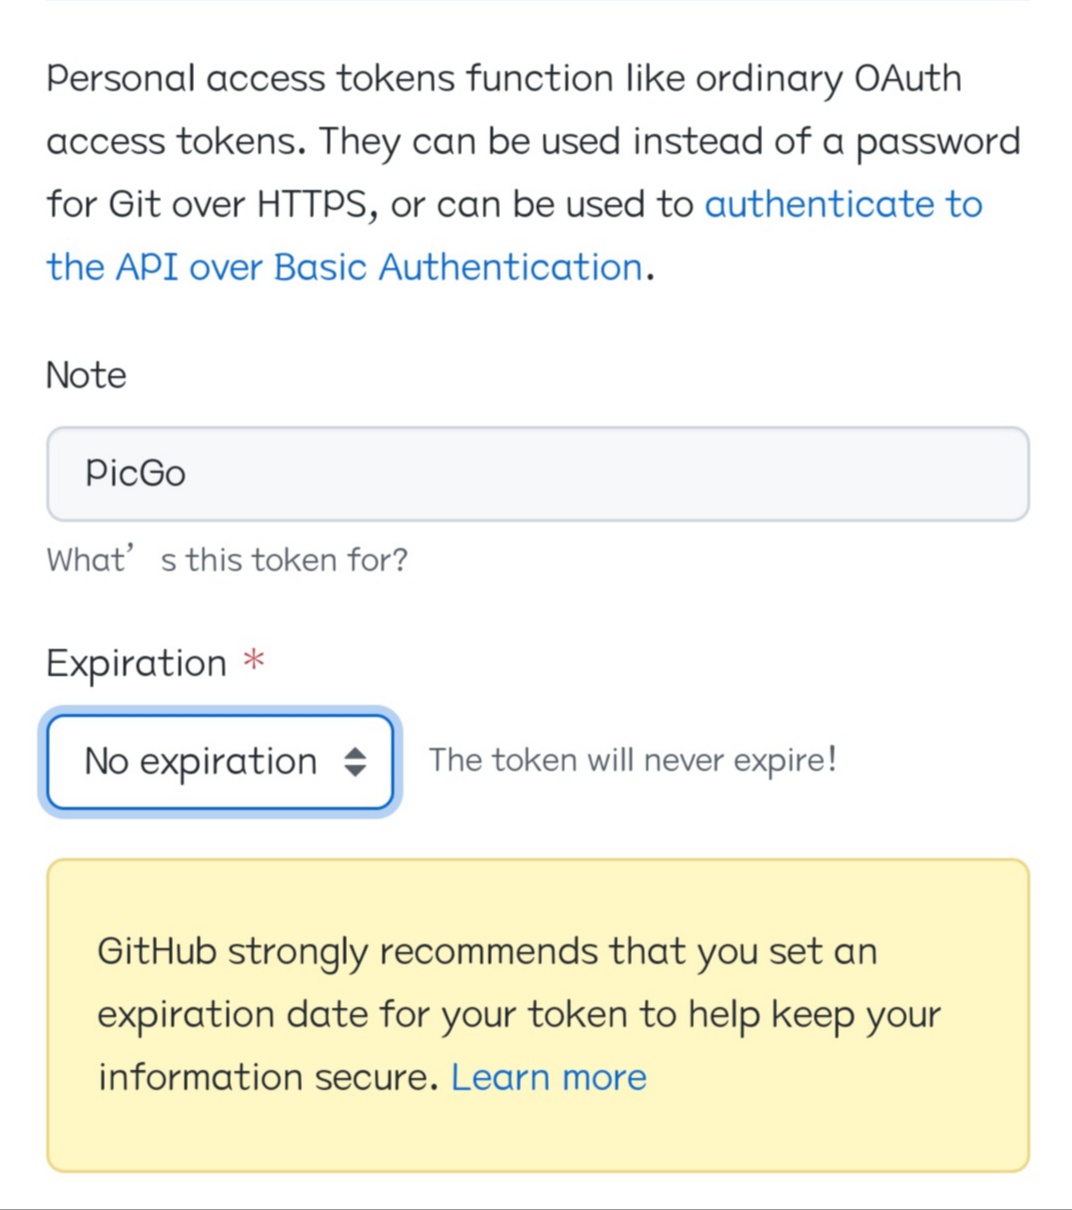 Personal access tokens function like ordinary OAuth
access tokens. They can be used instead of a password
for Git over HTTPS, or can be used to authenticate to
the API over Basic Authentication.
Note
PicGo
What’s this token for?
Expiration *
No expiration
The token will never expire!
GitHub strongly recommends that you set an
expiration date for your token to help keep your
information secure. Learn more